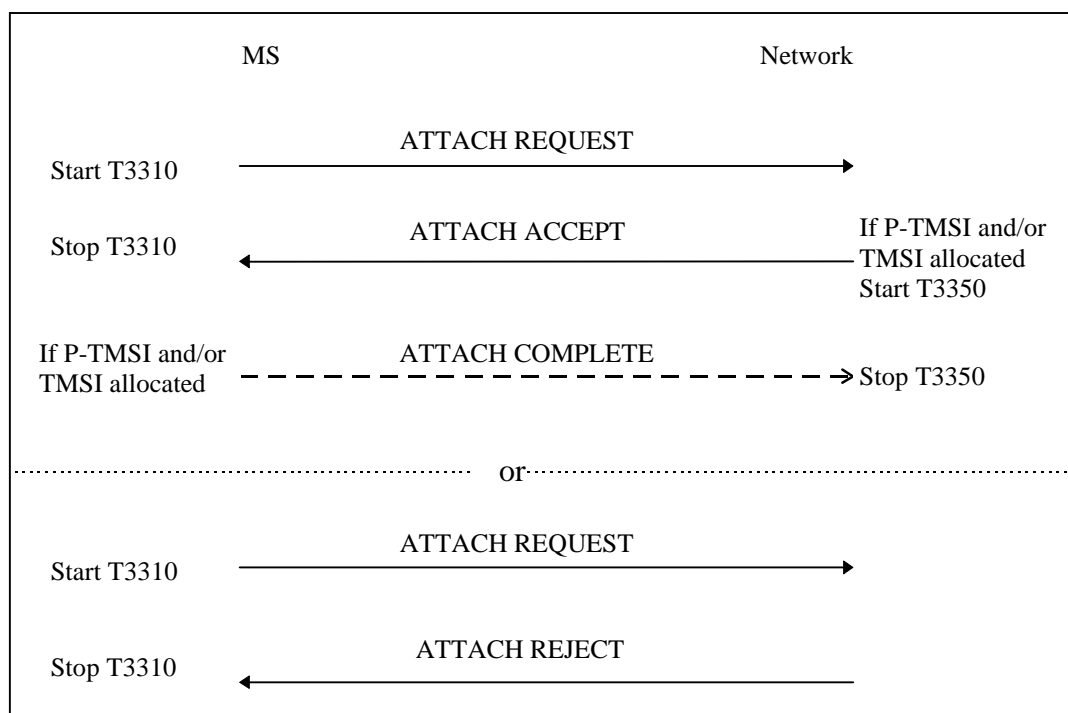 MS Network
ATTACH REQUEST
Start T3310
ATTACH ACCEPT
Stop T3310
If P-TMSI and/or
TMSI allocated
Start T3350
If P-TMSI and/or
TMSI allocated
ATTACH COMPLETE
Stop T3350
or
ATTACH REQUEST
Start T3310
ATTACH REJECT
Stop T3310